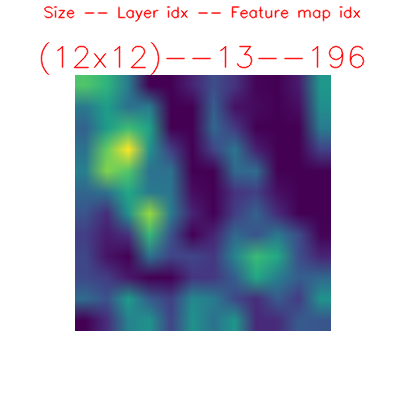 Size -- Layer idx -- Feature map idx
(12x12)--13--196